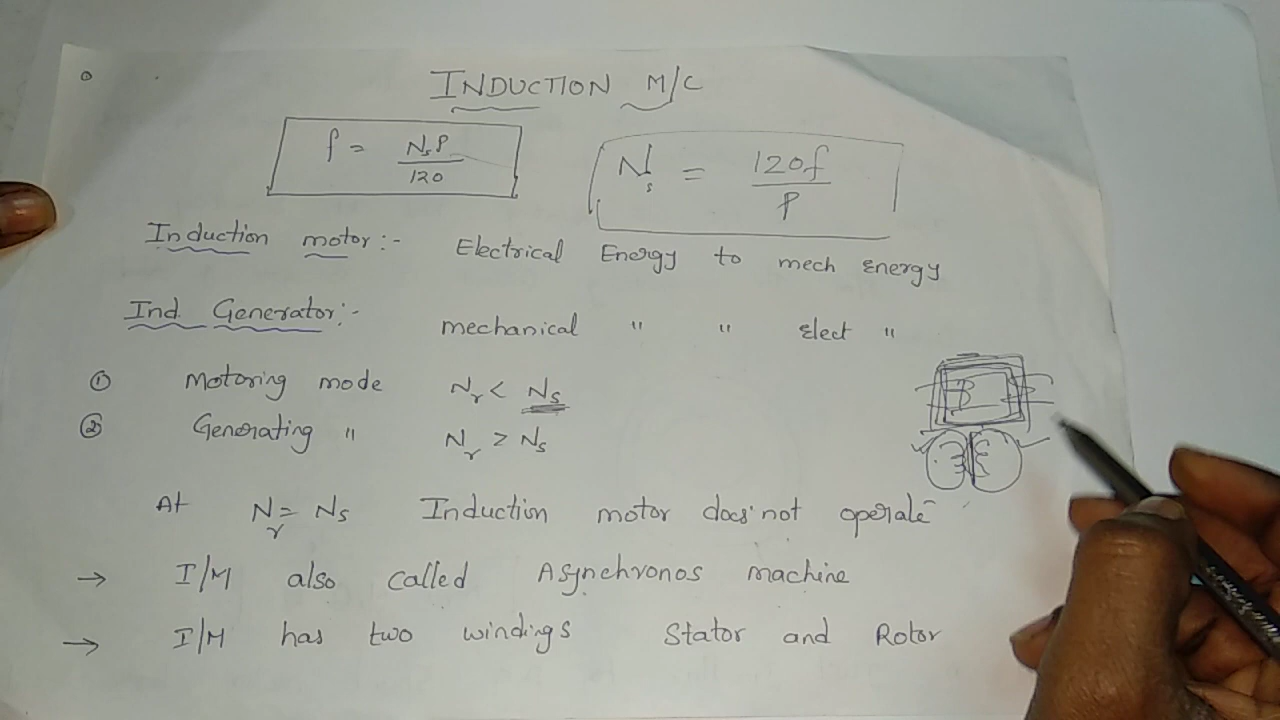 INDUCTION M/C
f = NsP / 120
Ns = 120f / P
Induction motor:- Electrical Energy to mech energy
Ind. Generator:- mechanical " " Elect "
① Motoring mode Nr < Ns
② Generating " Nr > Ns
At Nr = Ns Induction motor does not operate
→ I/M also called Asynchronos machine
→ I/M has two windings Stator and Rotor